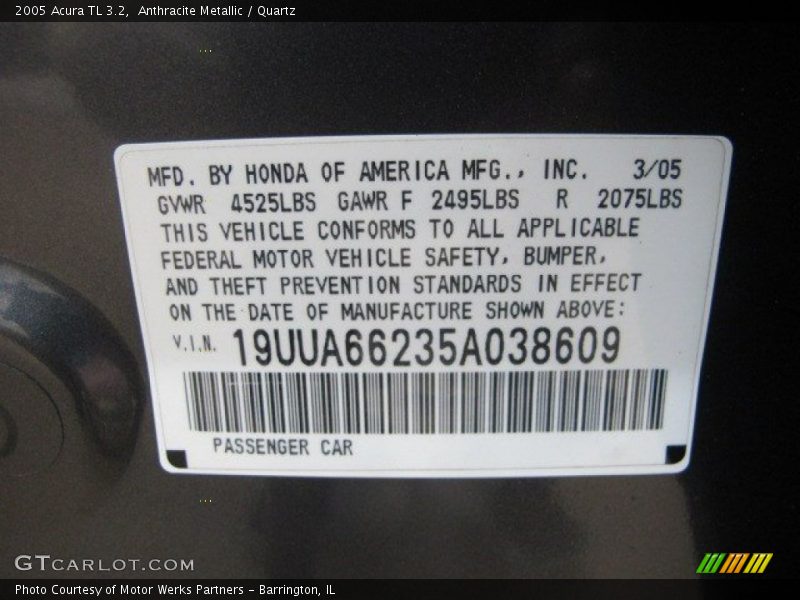 2005 Acura TL 3.2,  Anthracite Metallic / Quartz
MFD. BY HONDA OF AMERICA MFG., INC.  3/05
GVWR  4525LBS  GAWR F  2495LBS  R  2075LBS
THIS VEHICLE CONFORMS TO ALL APPLICABLE
FEDERAL MOTOR VEHICLE SAFETY, BUMPER,
AND THEFT PREVENTION STANDARDS IN EFFECT
ON THE DATE OF MANUFACTURE SHOWN ABOVE:
V.I.N. 19UUA66235A038609
PASSENGER CAR
GTCARLOT.COM
Photo Courtesy of Motor Werks Partners - Barrington, IL